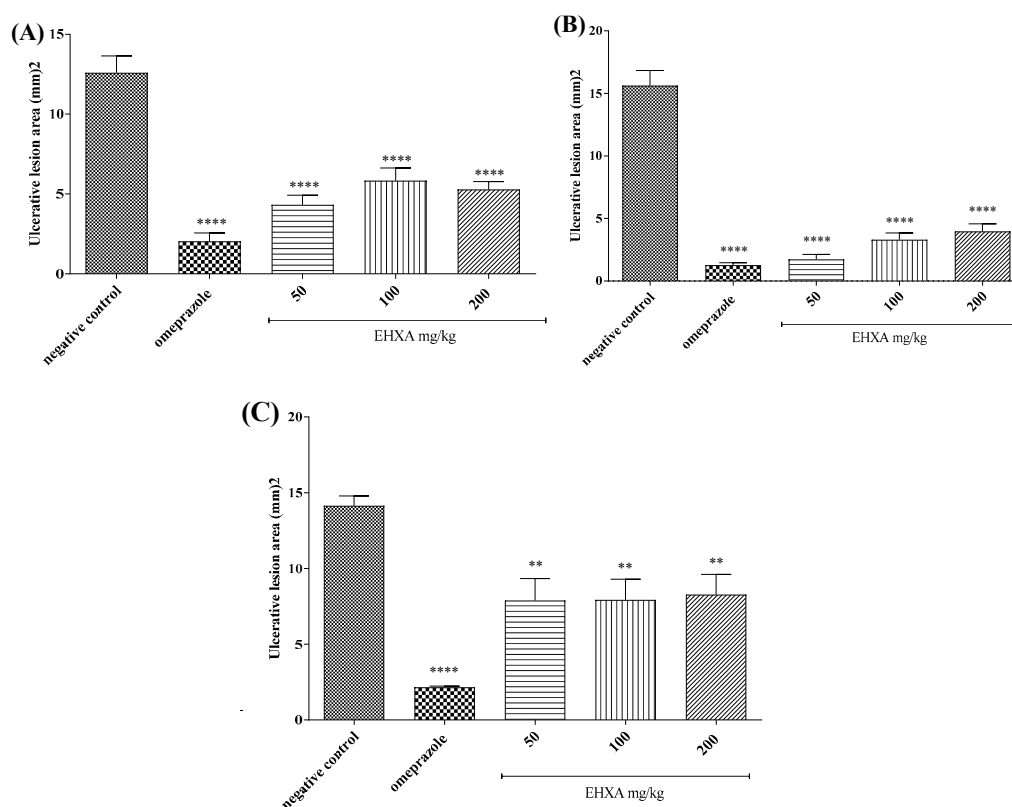 (A)
Ulcerative lesion area (mm)2
15
10
5
0
****
****
****
****
negative control
omeprazole
50
100
200
EHXA mg/kg
(B)
Ulcerative lesion area (mm)2
20
15
10
5
0
****
****
****
****
negative control
omeprazole
50
100
200
EHXA mg/kg
(C)
Ulcerative lesion area (mm)2
20
15
10
5
0
****
**
**
**
negative control
omeprazole
50
100
200
EHXA mg/kg